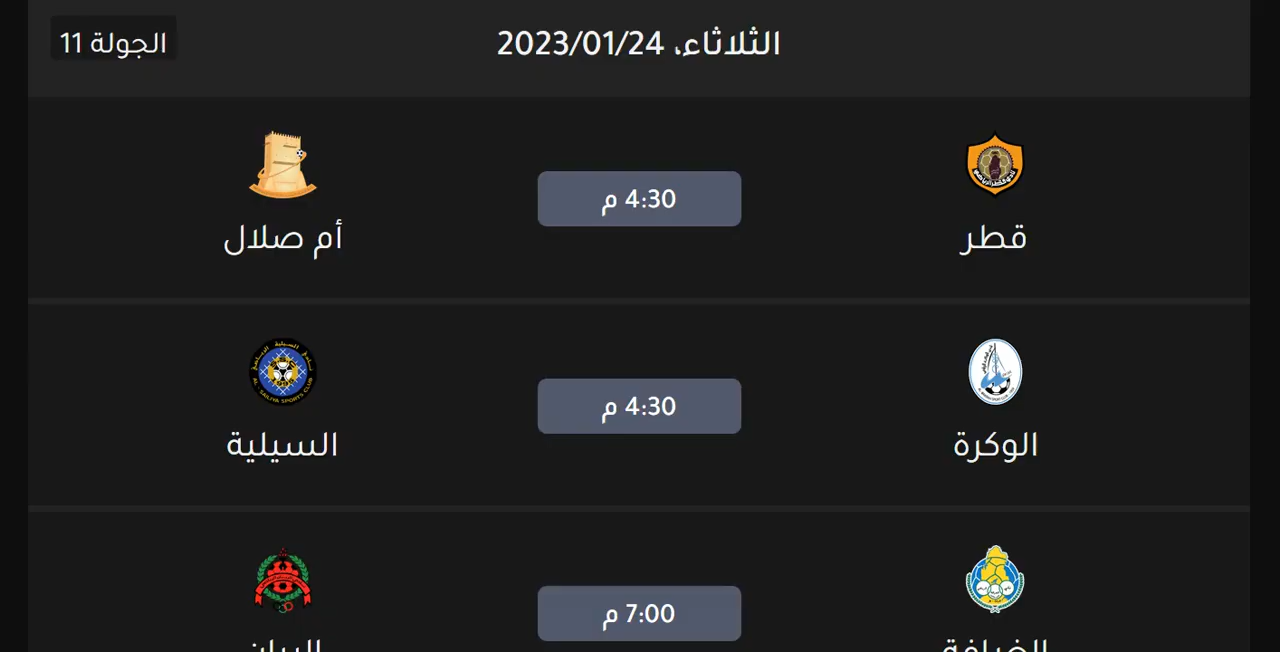 الثلاثاء، 2023/01/24
الجولة 11
قطر
4:30 م
أم صلال
الوكرة
4:30 م
السيلية
7:00 م